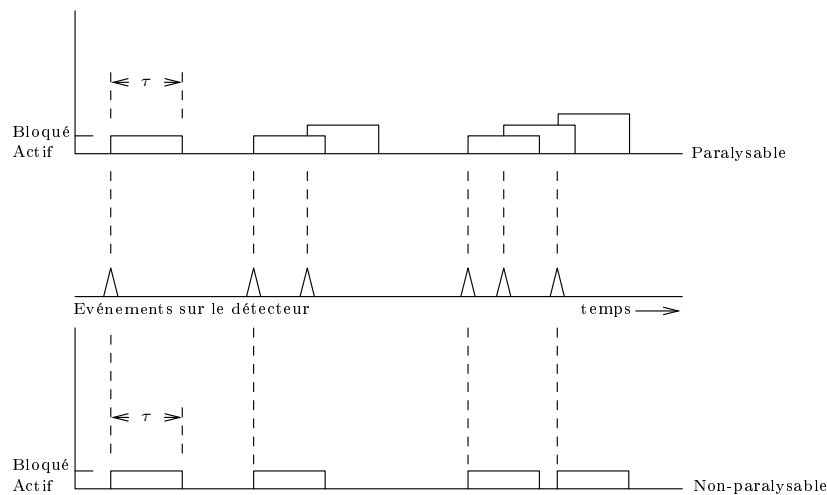 τ
Bloqué
Actif
Paralysable
Evénements sur le détecteur
temps
τ
Bloqué
Actif
Non-paralysable